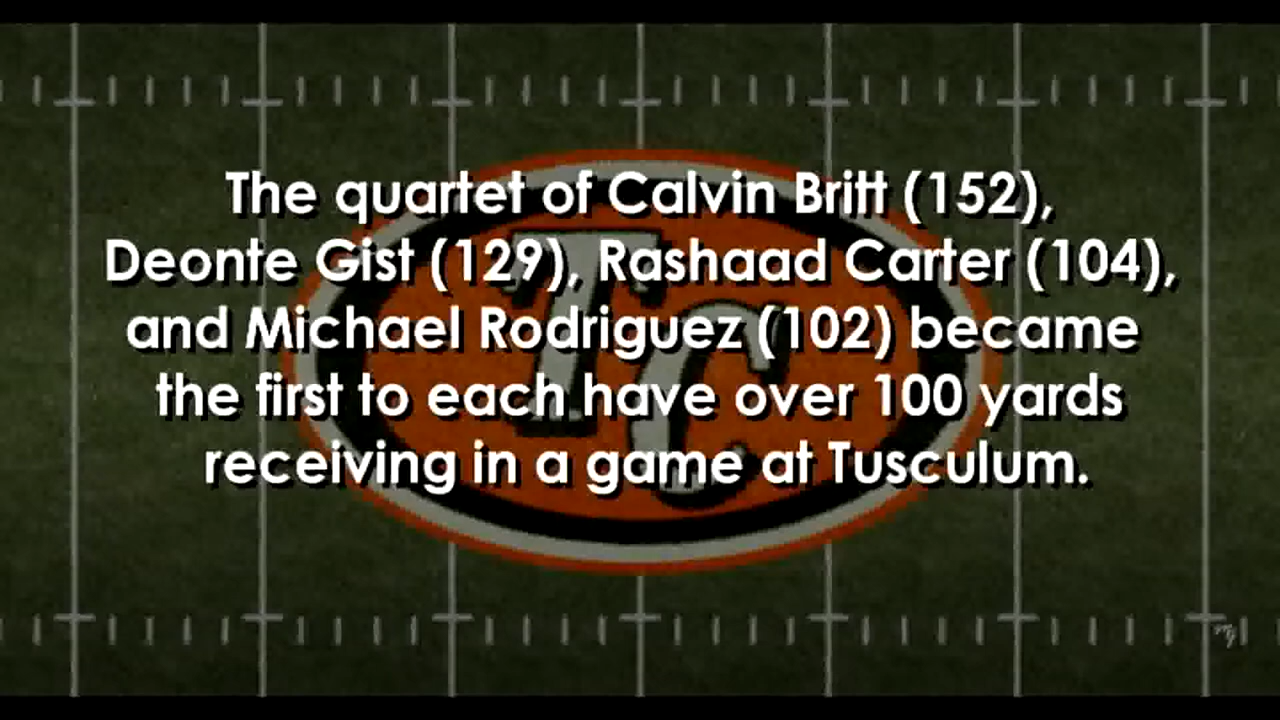 The quartet of Calvin Britt (152),
Deonte Gist (129), Rashaad Carter (104),
and Michael Rodriguez (102) became
the first to each have over 100 yards
receiving in a game at Tusculum.
TC